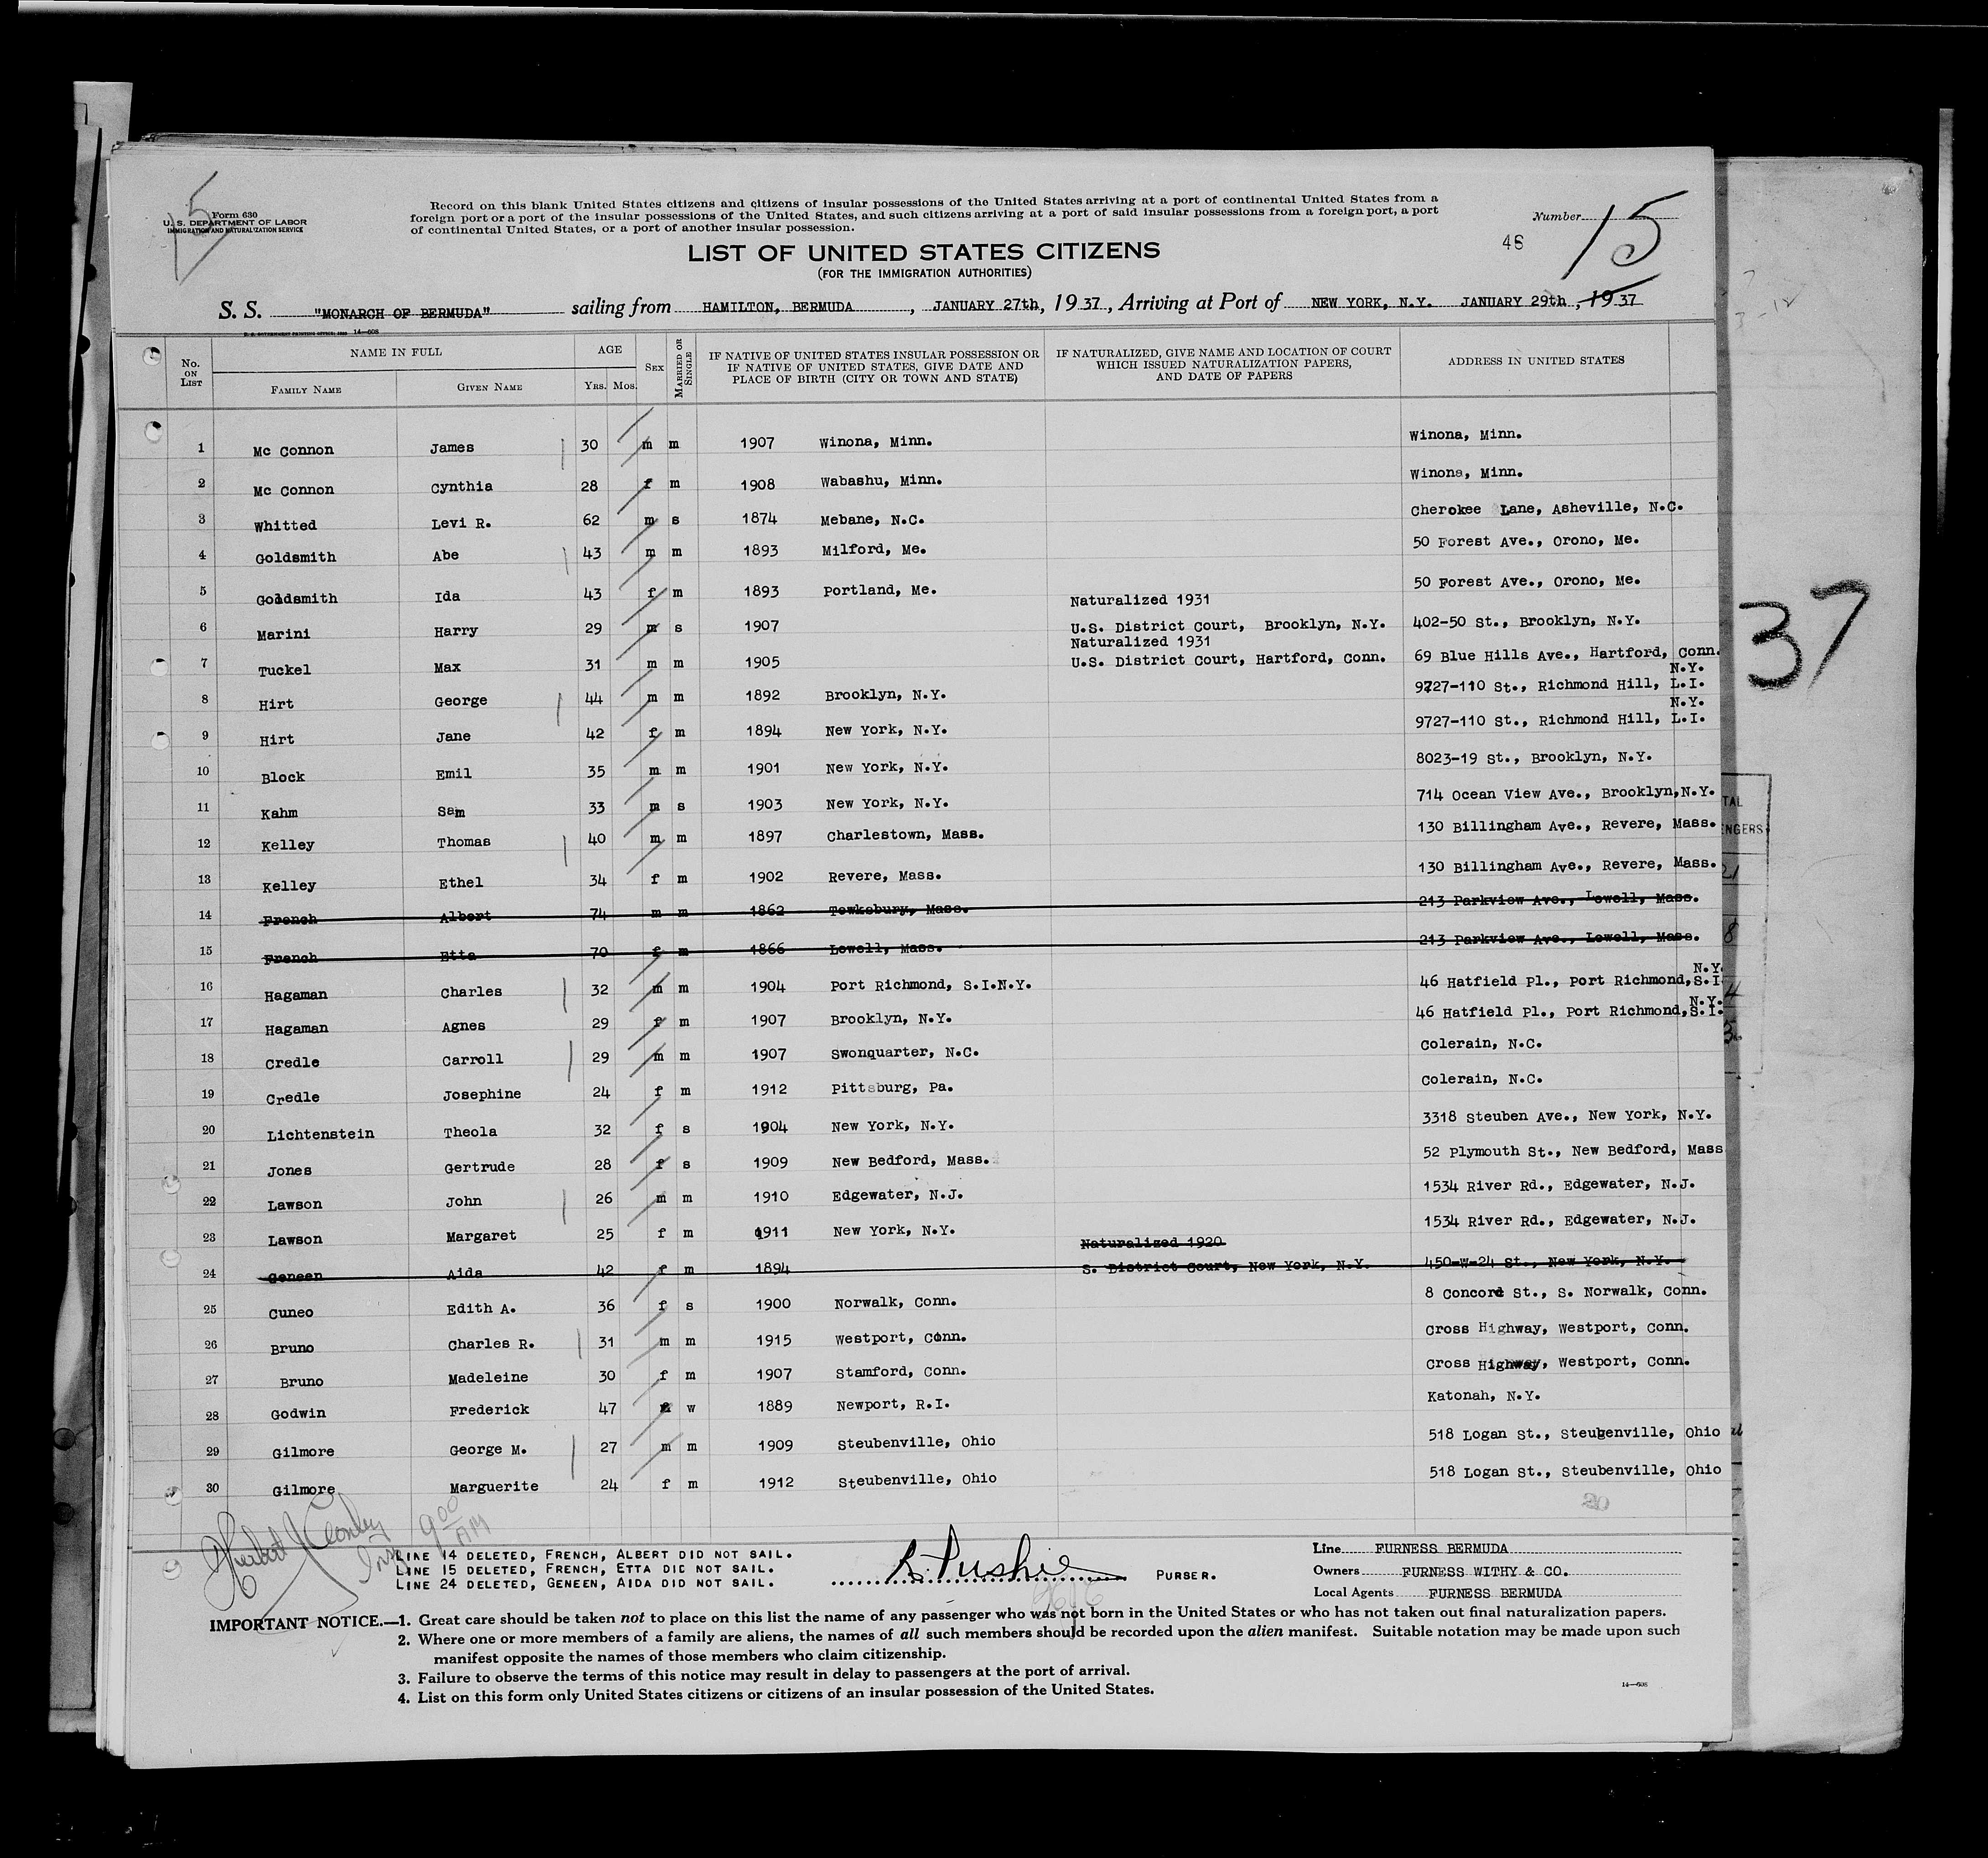 15
Form 630
U. S. DEPARTMENT OF LABOR
IMMIGRATION AND NATURALIZATION SERVICE
Record on this blank United States citizens and citizens of insular possessions of the United States arriving at a port of continental United States from a
foreign port or a port of the insular possessions of the United States, and such citizens arriving at a port of said insular possessions from a foreign port, a port
of continental United States, or a port of another insular possession.
Number 15
46
LIST OF UNITED STATES CITIZENS
(FOR THE IMMIGRATION AUTHORITIES)
S. S. "MONARCH OF BERMUDA" sailing from HAMILTON, BERMUDA, JANUARY 27th, 1937, Arriving at Port of NEW YORK, N.Y. JANUARY 29th, 1937
14—608
No. ON LIST NAME IN FULL FAMILY NAME GIVEN NAME AGE YRS. MOS. SEX MARRIED OR SINGLE IF NATIVE OF UNITED STATES INSULAR POSSESSION OR IF NATIVE OF UNITED STATES, GIVE DATE AND PLACE OF BIRTH (CITY OR TOWN AND STATE) IF NATURALIZED, GIVE NAME AND LOCATION OF COURT WHICH ISSUED NATURALIZATION PAPERS, AND DATE OF PAPERS ADDRESS IN UNITED STATES
1 Mc Connon James 30 m m 1907 Winona, Minn. Winona, Minn.
2 Mc Connon Cynthia 28 f m 1908 Wabashu, Minn. Winona, Minn.
3 Whitted Levi R. 62 m s 1874 Mebane, N.C. Cherokee Lane, Asheville, N.C.
4 Goldsmith Abe 43 m m 1893 Milford, Me. 50 Forest Ave., Orono, Me.
5 Goldsmith Ida 43 f m 1893 Portland, Me. 50 Forest Ave., Orono, Me.
Naturalized 1931
6 Marini Harry 29 m s 1907 U.S. District Court, Brooklyn, N.Y. 402-50 St., Brooklyn, N.Y.
Naturalized 1931
7 Tuckel Max 31 m m 1905 U.S. District Court, Hartford, Conn. 69 Blue Hills Ave., Hartford, Conn.
N.Y.
8 Hirt George 44 m m 1892 Brooklyn, N.Y. 9727-110 St., Richmond Hill, L.I.
N.Y.
9 Hirt Jane 42 f m 1894 New York, N.Y. 9727-110 St., Richmond Hill, L.I.
10 Block Emil 35 m m 1901 New York, N.Y. 8023-19 St., Brooklyn, N.Y.
11 Kahm Sam 33 m s 1903 New York, N.Y. 714 Ocean View Ave., Brooklyn, N.Y.
12 Kelley Thomas 40 m m 1897 Charlestown, Mass. 130 Billingham Ave., Revere, Mass.
13 Kelley Ethel 34 f m 1902 Revere, Mass. 130 Billingham Ave., Revere, Mass.
14 French Albert 74 m m 1862 Tewksbury, Mass. 213 Parkview Ave., Lowell, Mass.
15 French Etta 70 f m 1866 Lowell, Mass. 213 Parkview Ave., Lowell, Mass.
N.Y.
16 Hagaman Charles 32 m m 1904 Port Richmond, S.I.N.Y. 46 Hatfield Pl., Port Richmond, S.I.
N.Y.
17 Hagaman Agnes 29 f m 1907 Brooklyn, N.Y. 46 Hatfield Pl., Port Richmond, S.I.
18 Credle Carroll 29 m m 1907 Swonquarter, N.C. Colerain, N.C.
19 Credle Josephine 24 f m 1912 Pittsburg, Pa. Colerain, N.C.
20 Lichtenstein Theola 32 f s 1904 New York, N.Y. 3318 Steuben Ave., New York, N.Y.
21 Jones Gertrude 28 f s 1909 New Bedford, Mass. 52 Plymouth St., New Bedford, Mass
22 Lawson John 26 m m 1910 Edgewater, N.J. 1534 River Rd., Edgewater, N.J.
23 Lawson Margaret 25 f m 1911 New York, N.Y. 1534 River Rd., Edgewater, N.J.
Naturalized 1920
24 Geneen Aida 42 f m 1894 S. District Court, New York, N.Y. 450-W-24 St., New York, N.Y.
25 Cuneo Edith A. 36 f s 1900 Norwalk, Conn. 8 Concord St., S. Norwalk, Conn.
26 Bruno Charles R. 31 m m 1915 Westport, Conn. Cross Highway, Westport, Conn.
27 Bruno Madeleine 30 f m 1907 Stamford, Conn. Cross Highway, Westport, Conn.
28 Godwin Frederick 47 w 1889 Newport, R.I. Katonah, N.Y.
29 Gilmore George M. 27 m m 1909 Steubenville, Ohio 518 Logan St., Steubenville, Ohio
30 Gilmore Marguerite 24 f m 1912 Steubenville, Ohio 518 Logan St., Steubenville, Ohio
20
9 00 AM
LINE 14 DELETED, FRENCH, ALBERT DID NOT SAIL.
LINE 15 DELETED, FRENCH, ETTA DID NOT SAIL.
LINE 24 DELETED, GENEEN, AIDA DID NOT SAIL.
PURSER.
Line FURNESS BERMUDA
Owners FURNESS WITHY & CO.
Local Agents FURNESS BERMUDA
IMPORTANT NOTICE.—1. Great care should be taken not to place on this list the name of any passenger who was not born in the United States or who has not taken out final naturalization papers.
2. Where one or more members of a family are aliens, the names of all such members should be recorded upon the alien manifest. Suitable notation may be made upon such
manifest opposite the names of those members who claim citizenship.
3. Failure to observe the terms of this notice may result in delay to passengers at the port of arrival.
4. List on this form only United States citizens or citizens of an insular possession of the United States.
14—608
37